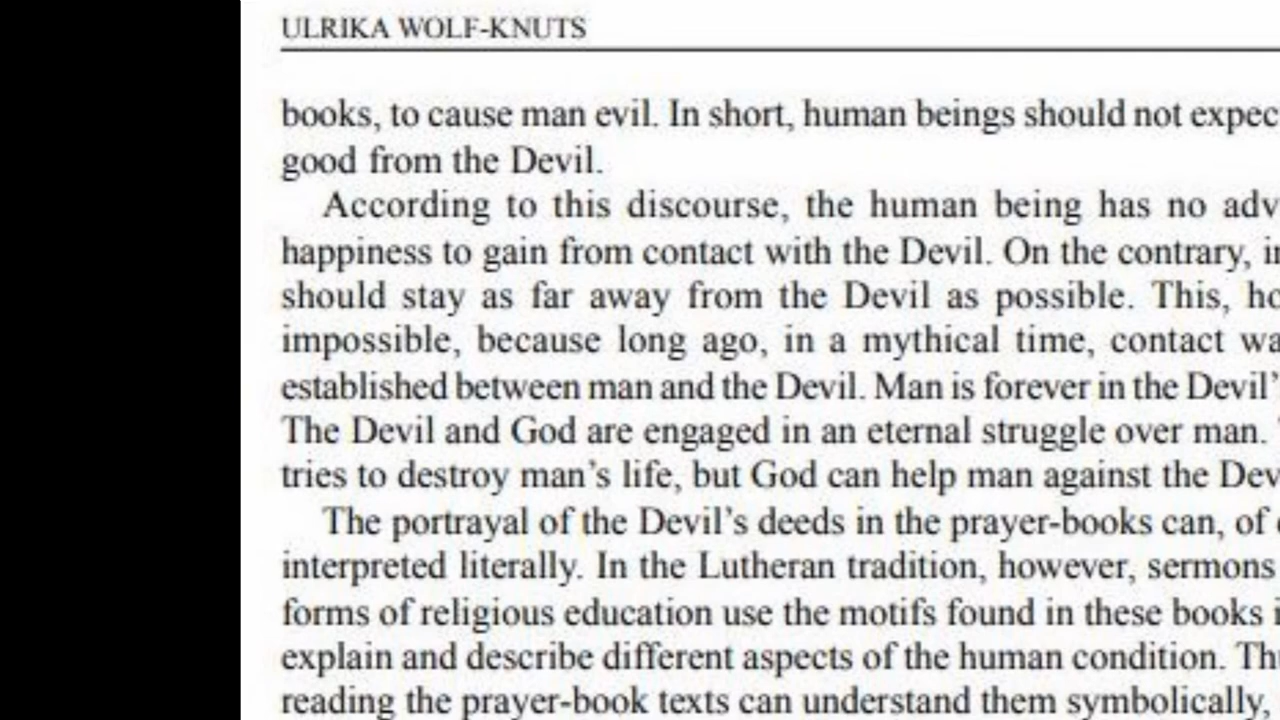 ULRIKA WOLF-KNUTS
books, to cause man evil. In short, human beings should not expec
good from the Devil.
According to this discourse, the human being has no adv
happiness to gain from contact with the Devil. On the contrary, in
should stay as far away from the Devil as possible. This, ho
impossible, because long ago, in a mythical time, contact wa
established between man and the Devil. Man is forever in the Devil’
The Devil and God are engaged in an eternal struggle over man.
tries to destroy man’s life, but God can help man against the Dev
The portrayal of the Devil’s deeds in the prayer-books can, of
interpreted literally. In the Lutheran tradition, however, sermons
forms of religious education use the motifs found in these books
explain and describe different aspects of the human condition. Th
reading the prayer-book texts can understand them symbolically,